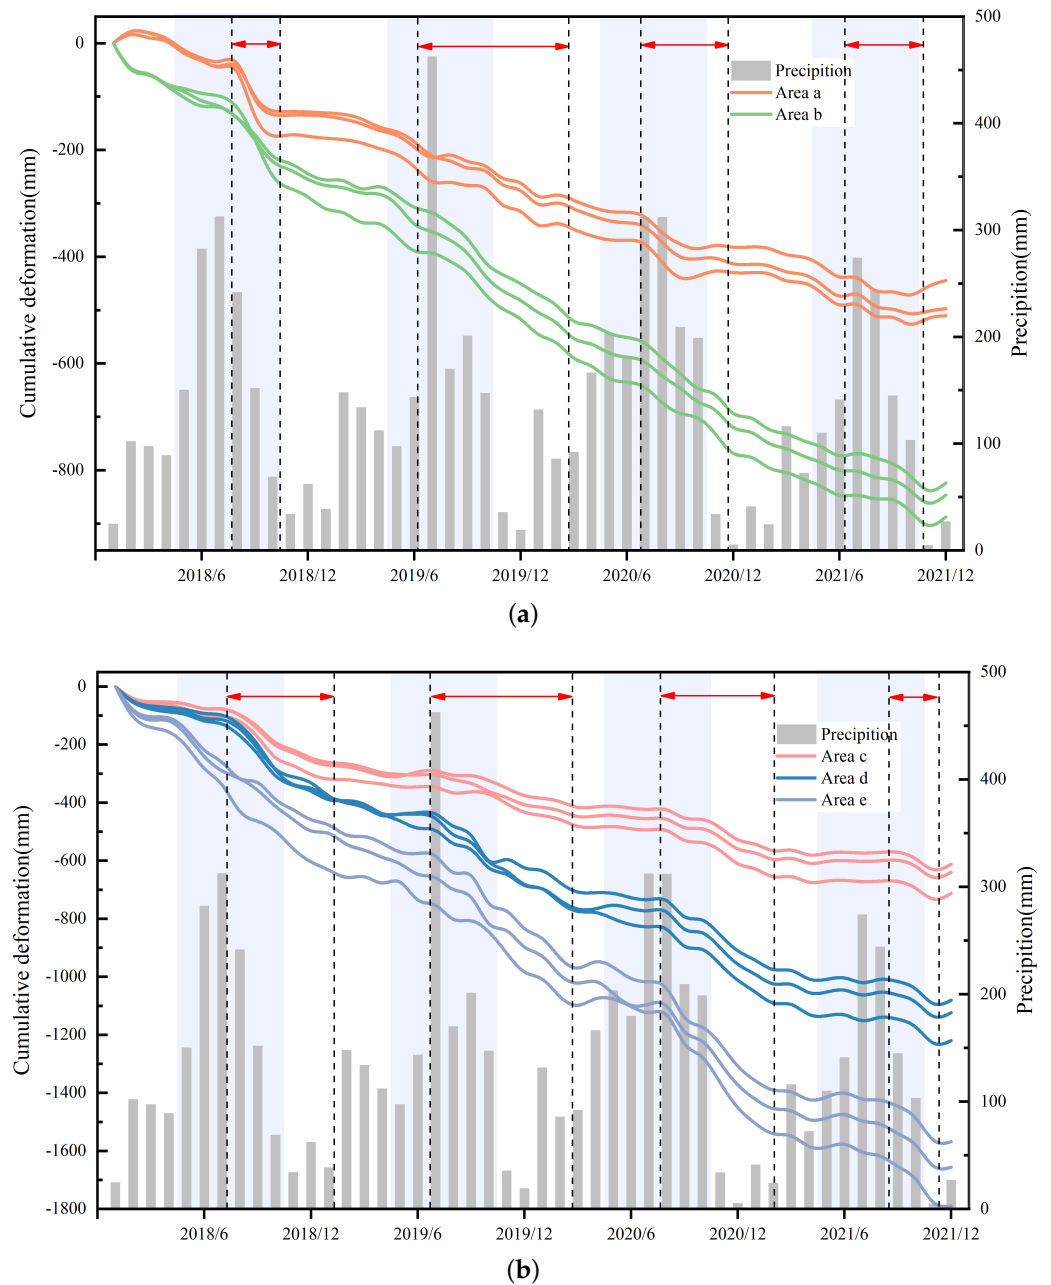 (a)
Cumulative deformation(mm)
0
-200
-400
-600
-800
Precipition
Area a
Area b
500
400
300
200
100
0
Precipition(mm)
2018/6 2018/12 2019/6 2019/12 2020/6 2020/12 2021/6 2021/12
(a)
Cumulative deformation(mm)
0
-200
-400
-600
-800
-1000
-1200
-1400
-1600
-1800
Precipition
Area c
Area d
Area e
500
400
300
200
100
0
Precipition(mm)
2018/6 2018/12 2019/6 2019/12 2020/6 2020/12 2021/6 2021/12
(b)